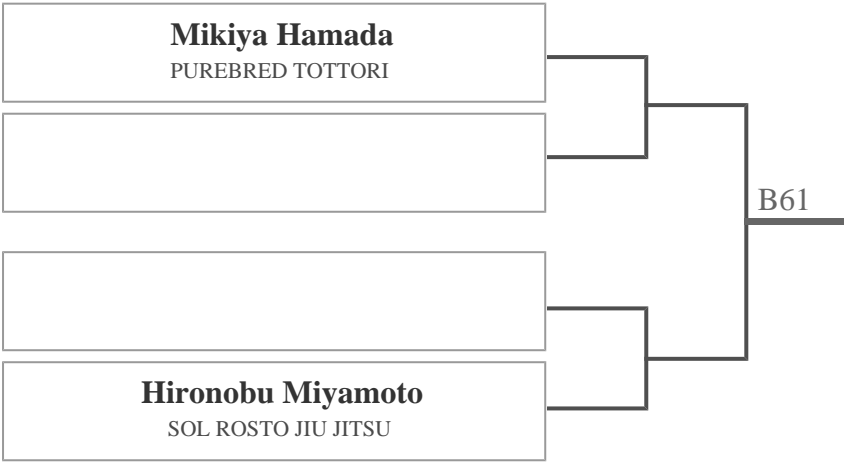 Mikiya Hamada
PUREBRED TOTTORI
B61
Hironobu Miyamoto
SOL ROSTO JIU JITSU